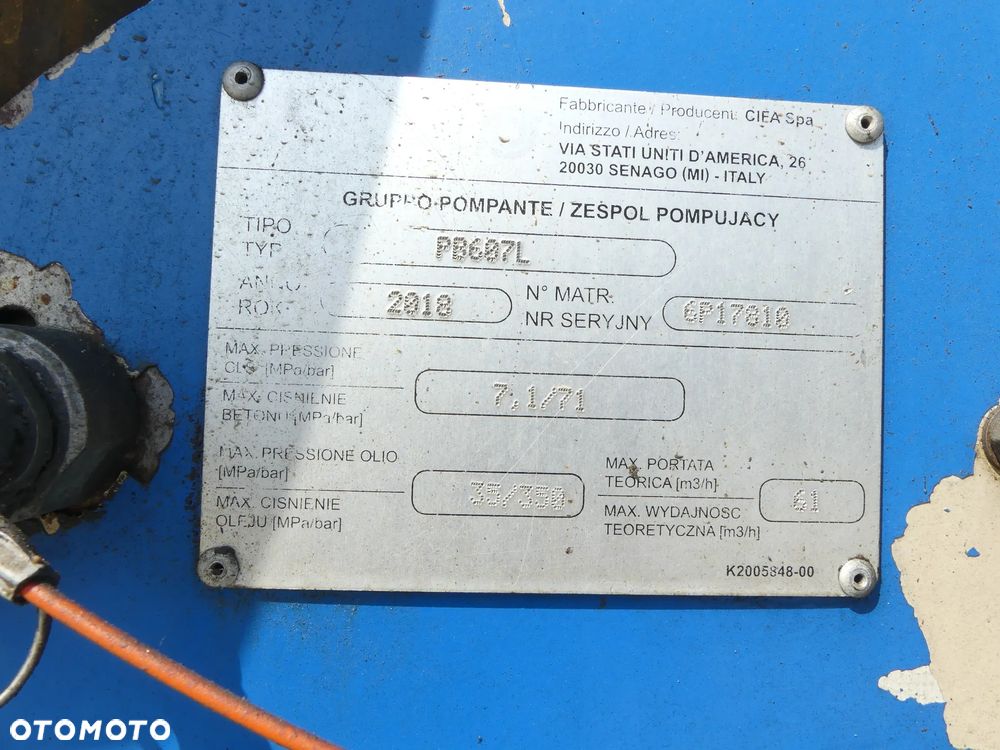 Fabbricante / Producent: CIFA Spa
Indirizzo / Adres:
VIA STATI UNITI D'AMERICA, 26
20030 SENAGO (MI) - ITALY
GRUPPO POMPANTE / ZESPOL POMPUJACY
TIPO
TYP
PB607L
ANNO
ROK
2018
N° MATR.
NR SERYJNY
6P17810
MAX. PRESSIONE
CLS [MPa/bar]
MAX. CISNIENIE
BETONU [MPa/bar]
7,1/71
MAX. PRESSIONE OLIO
[MPa/bar]
MAX. CISNIENIE
OLEJU [MPa/bar]
35/350
MAX. PORTATA
TEORICA [m3/h]
MAX. WYDAJNOSC
TEORETYCZNA [m3/h]
61
K2005848-00
OTOMOTO